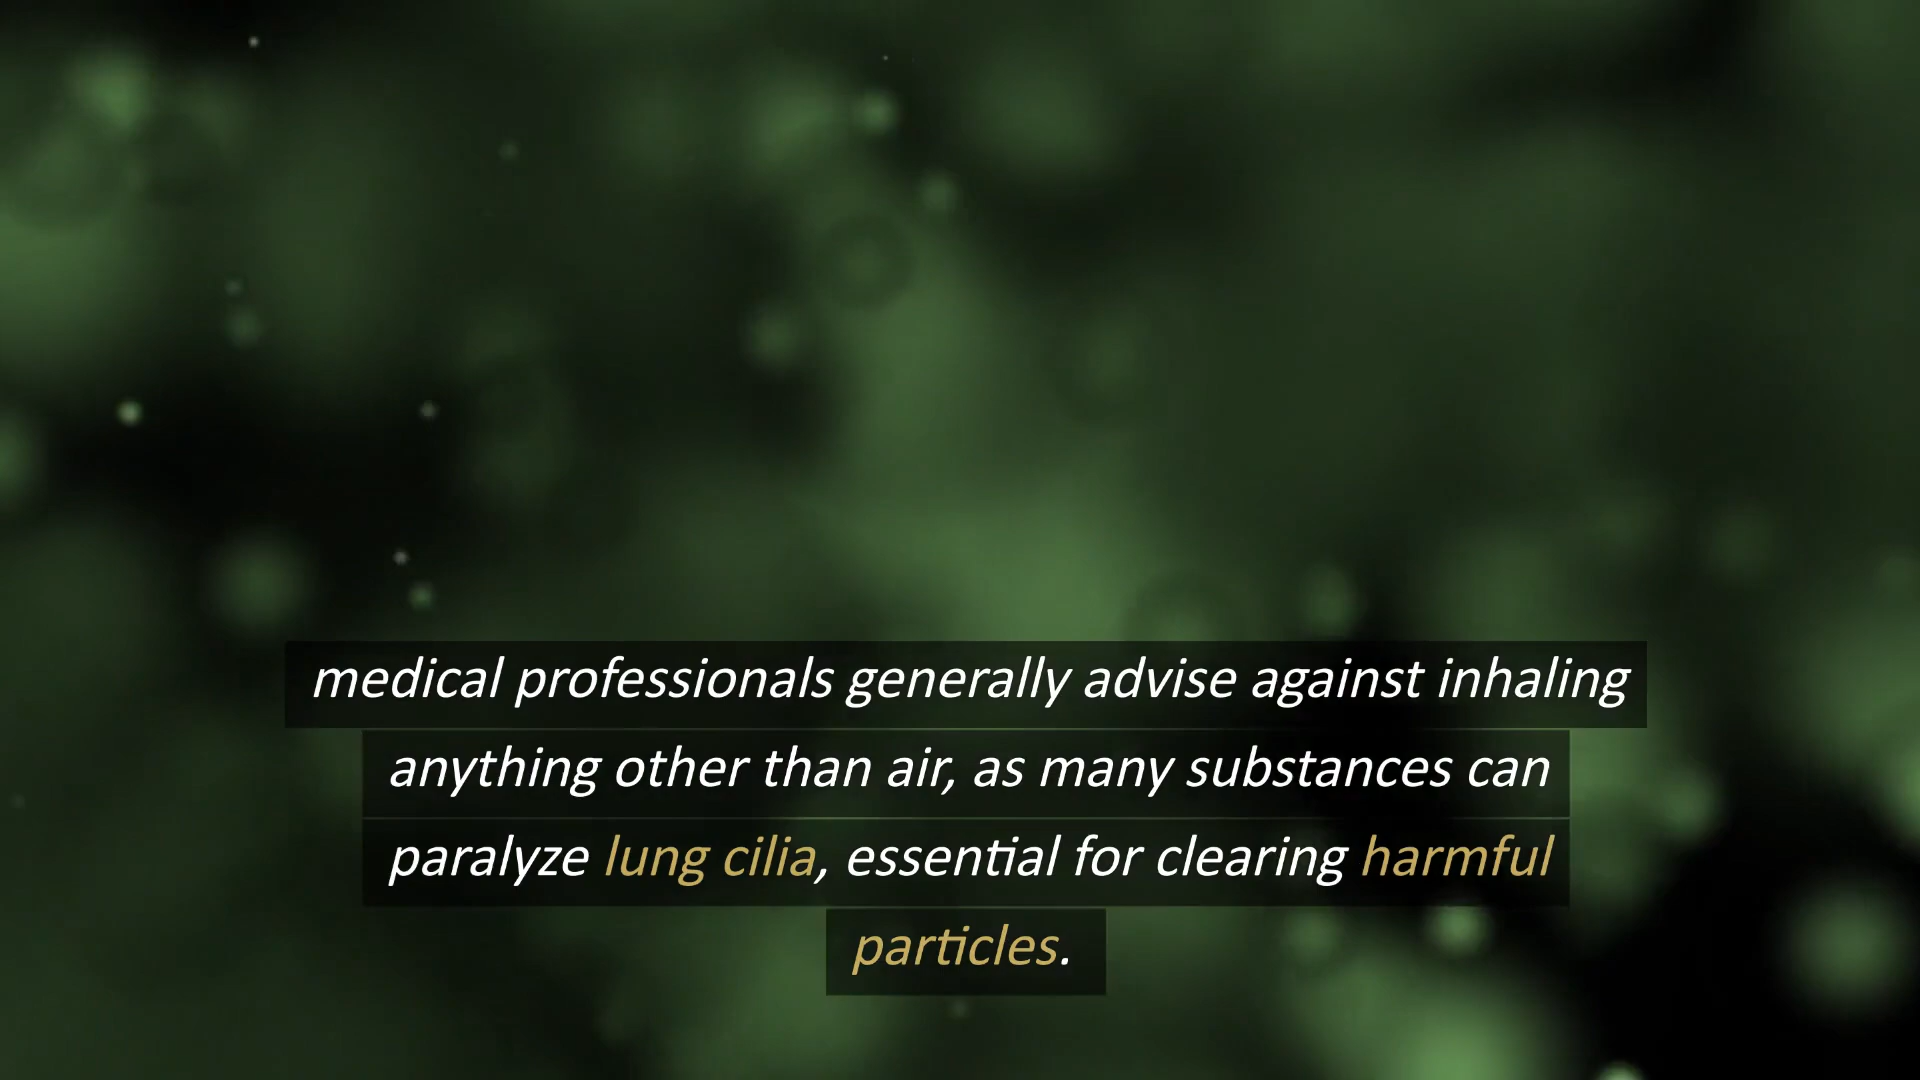 medical professionals generally advise against inhaling
anything other than air, as many substances can
paralyze lung cilia, essential for clearing harmful
particles.